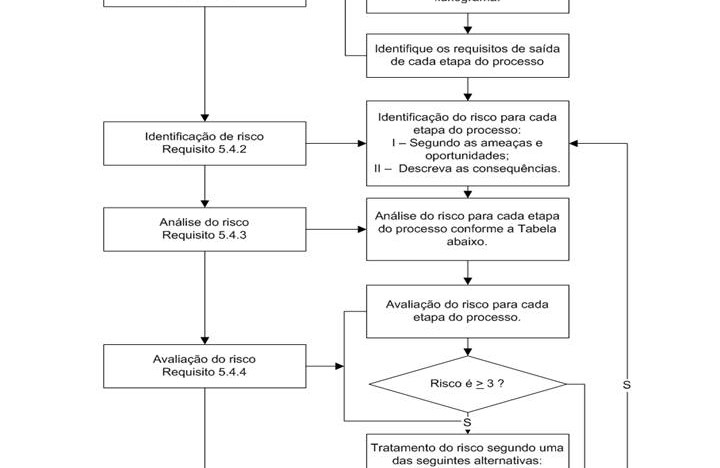 Identifique os requisitos de saída
de cada etapa do processo
Identificação de risco
Requisito 5.4.2
Identificação do risco para cada
etapa do processo:
I – Segundo as ameaças e
oportunidades;
II – Descreva as consequências.
Análise do risco
Requisito 5.4.3
Análise do risco para cada etapa
do processo conforme a Tabela
abaixo.
Avaliação do risco para cada
etapa do processo.
Avaliação do risco
Requisito 5.4.4
Risco é ≥ 3 ?
S
S
Tratamento do risco segundo uma
das seguintes alternativas: